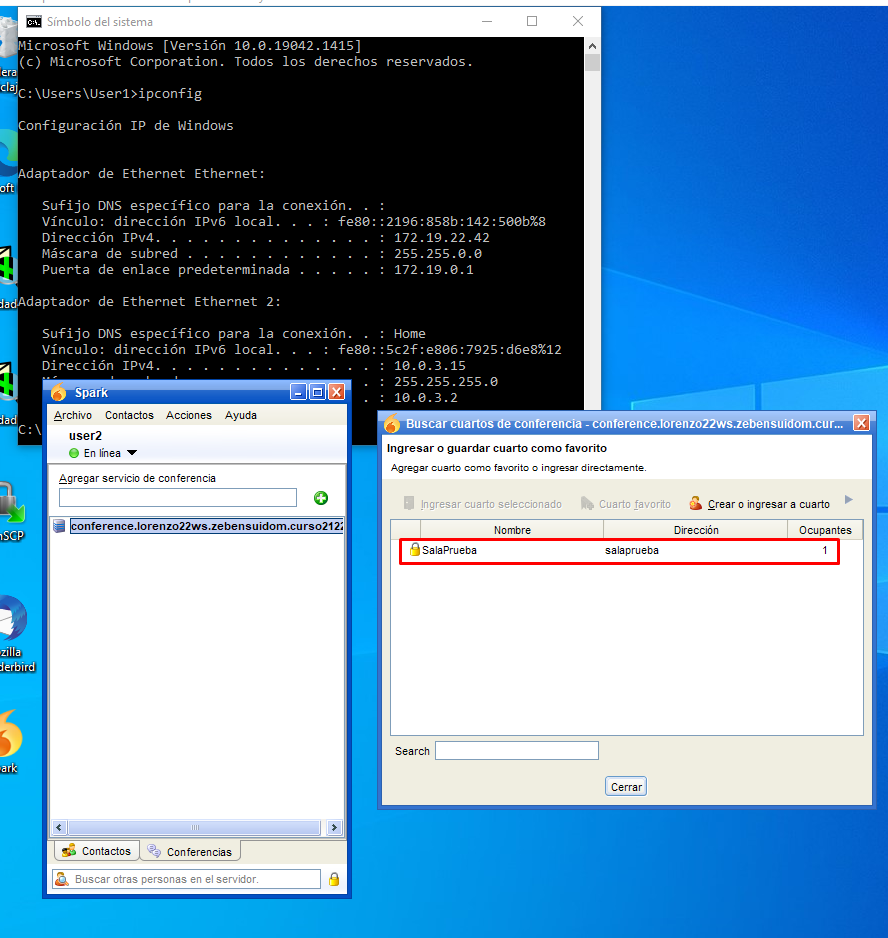 Símbolo del sistema
Microsoft Windows [Versión 10.0.19042.1415]
(c) Microsoft Corporation. Todos los derechos reservados.
C:\Users\User1>ipconfig
Configuración IP de Windows
Adaptador de Ethernet Ethernet:
Sufijo DNS específico para la conexión. . :
Vínculo: dirección IPv6 local. . . : fe80::2196:858b:142:500b%8
Dirección IPv4. . . . . . . . . . . . . . : 172.19.22.42
Máscara de subred . . . . . . . . . . . . : 255.255.0.0
Puerta de enlace predeterminada . . . . . : 172.19.0.1
Adaptador de Ethernet Ethernet 2:
Sufijo DNS específico para la conexión. . : Home
Vínculo: dirección IPv6 local. . . : fe80::5c2f:e806:7925:d6e8%12
Dirección IPv4. . . . . . . . . . . . . . : 10.0.3.15
. : 255.255.255.0
. : 10.0.3.2
C:\
Spark
Archivo Contactos Acciones Ayuda
user2
En línea
Agregar servicio de conferencia
conference.lorenzo22ws.zebensuidom.curso2122
Contactos Conferencias
Buscar otras personas en el servidor.
Buscar cuartos de conferencia - conference.lorenzo22ws.zebensuidom.cur...
Ingresar o guardar cuarto como favorito
Agregar cuarto como favorito o ingresar directamente.
Ingresar cuarto seleccionado Cuarto favorito Crear o ingresar a cuarto
Nombre Dirección Ocupantes
SalaPrueba salaprueba 1
Search
Cerrar
era
claj
oft
dad
dad
nSCP
zilla
derbird
ark